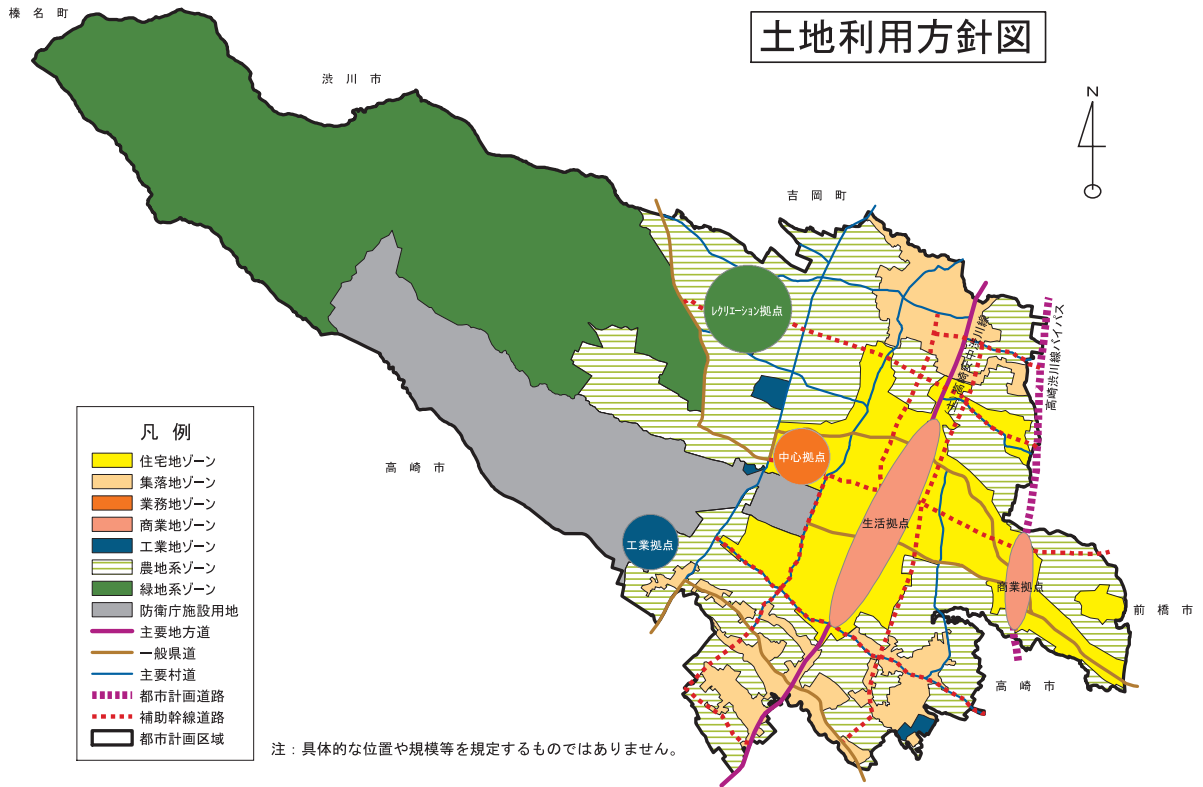 土地利用方針図
榛名町
渋川市
N
吉岡町
レクリエーション拠点
主)高崎安中渋川線
高崎渋川線バイパス
中心拠点
高崎市
生活拠点
工業拠点
商業拠点
前橋市
高崎市
凡例
住宅地ゾーン
集落地ゾーン
業務地ゾーン
商業地ゾーン
工業地ゾーン
農地系ゾーン
緑地系ゾーン
防衛庁施設用地
主要地方道
一般県道
主要村道
都市計画道路
補助幹線道路
都市計画区域
注：具体的な位置や規模等を規定するものではありません。